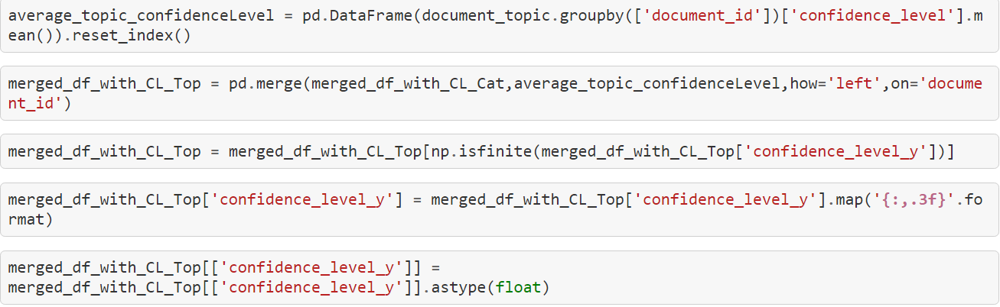 average_topic_confidenceLevel = pd.DataFrame(document_topic.groupby(['document_id'])['confidence_level'].m
ean()).reset_index()
merged_df_with_CL_Top = pd.merge(merged_df_with_CL_Cat,average_topic_confidenceLevel,how='left',on='docume
nt_id')
merged_df_with_CL_Top = merged_df_with_CL_Top[np.isfinite(merged_df_with_CL_Top['confidence_level_y'])]
merged_df_with_CL_Top['confidence_level_y'] = merged_df_with_CL_Top['confidence_level_y'].map('{:,.3f}'.fo
rmat)
merged_df_with_CL_Top[['confidence_level_y']] =
merged_df_with_CL_Top[['confidence_level_y']].astype(float)